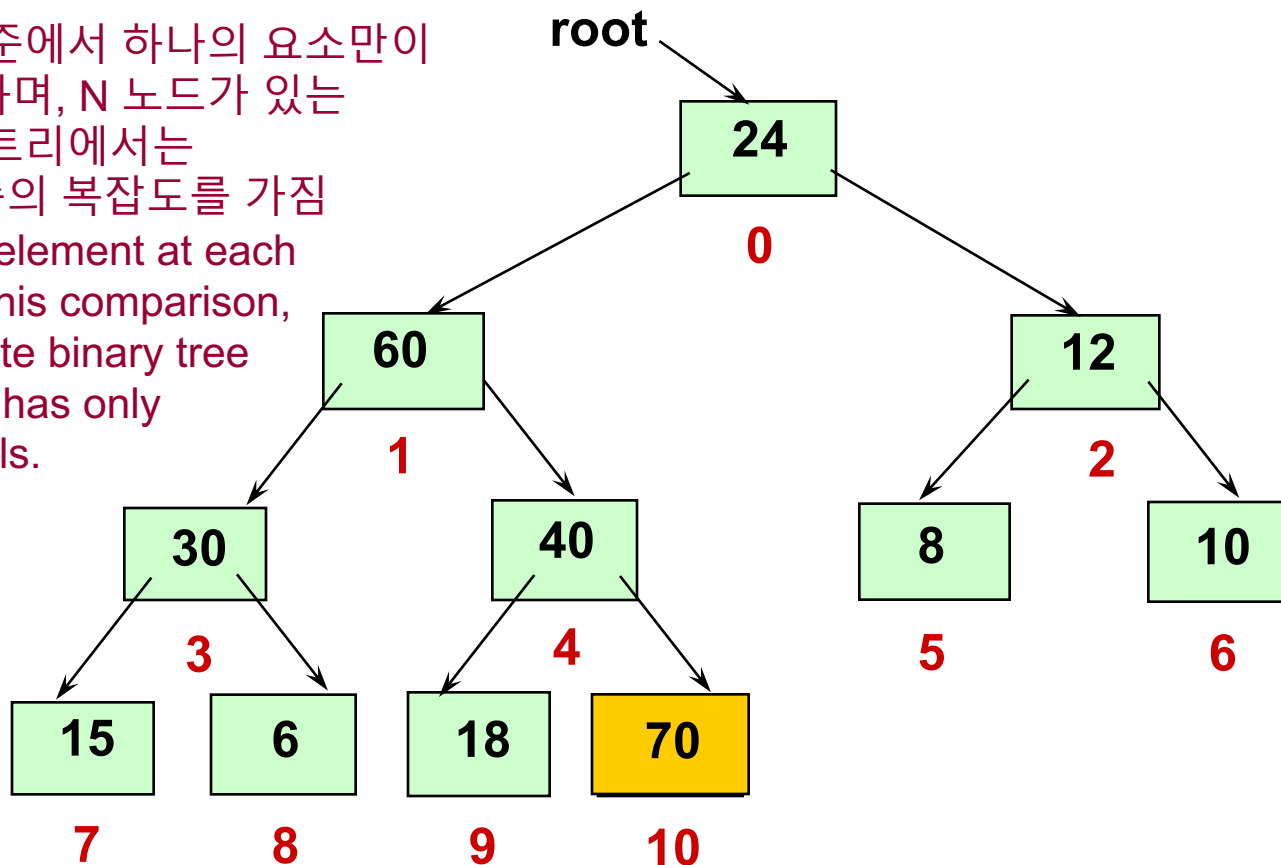 root
준에서 하나의 요소만이
하며, N 노드가 있는
트리에서는
의 복잡도를 가짐
element at each
his comparison,
te binary tree
has only
ls.
24
0
60
12
1
2
30
40
8
10
3
4
5
6
15
6
18
70
7
8
9
10